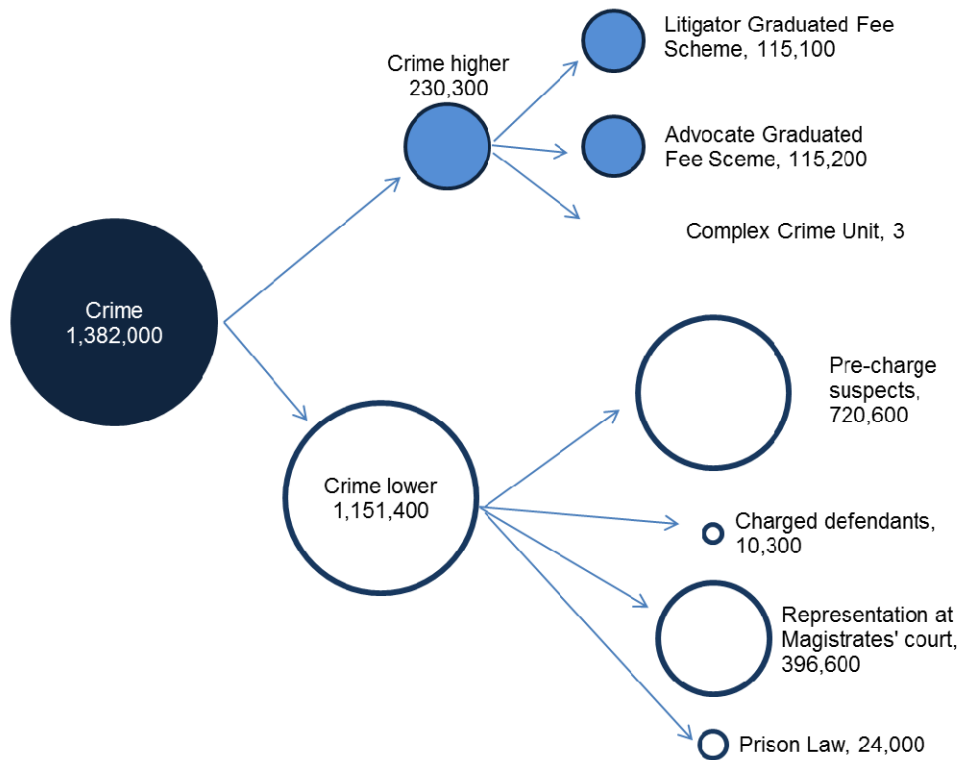 Litigator Graduated Fee
Scheme, 115,100
Crime higher
230,300
Advocate Graduated
Fee Sceme, 115,200
Complex Crime Unit, 3
Crime
1,382,000
Pre-charge
suspects,
720,600
Crime lower
1,151,400
Charged defendants,
10,300
Representation at
Magistrates' court,
396,600
Prison Law, 24,000